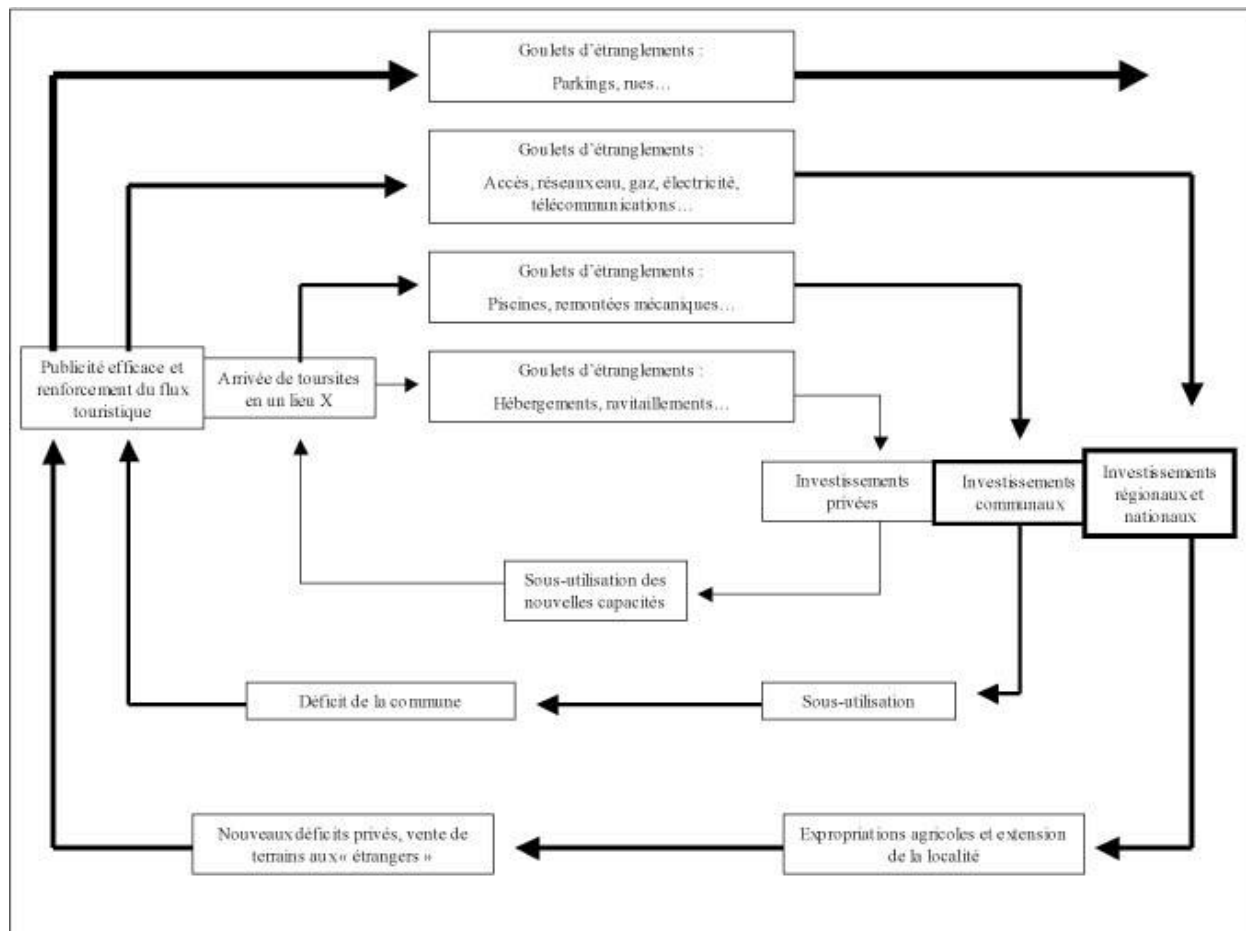 Goulets d'étranglements :
Parkings, rues…
Goulets d'étranglements :
Accès, réseaux eau, gaz, électricité,
télécommunications…
Goulets d'étranglements :
Piscines, remontées mécaniques…
Publicité efficace et
renforcement du flux
touristique
Arrivée de toursites
en un lieu X
Goulets d'étranglements :
Hébergements, ravitaillements…
Investissements
privées
Investissements
communaux
Investissements
régionaux et
nationaux
Sous-utilisation des
nouvelles capacités
Déficit de la commune
Sous-utilisation
Nouveaux déficits privés, vente de
terrains aux « étrangers »
Expropriations agricoles et extension
de la localité